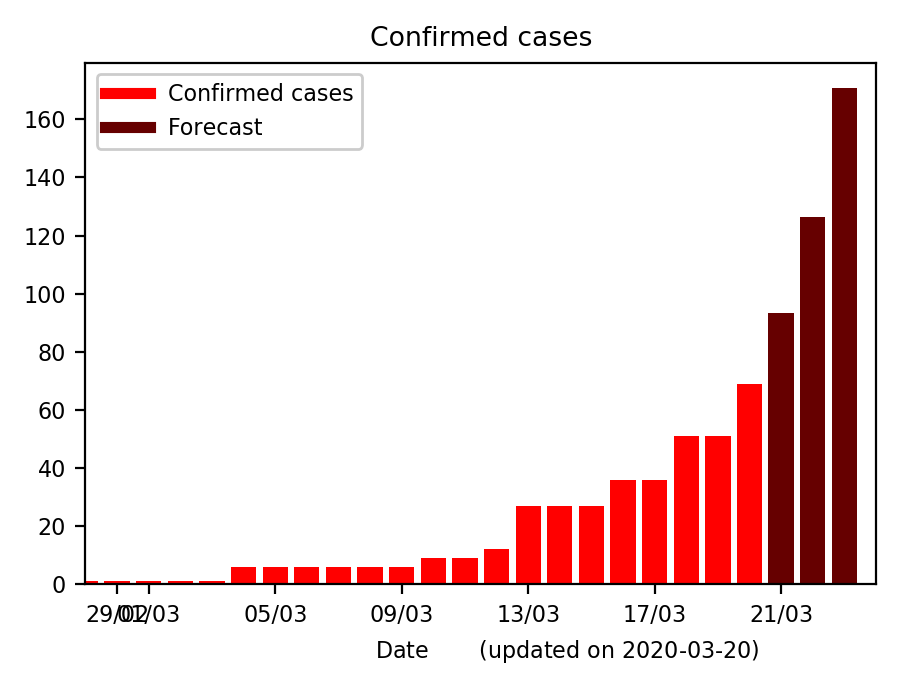 Confirmed cases
Confirmed cases
Forecast
160
140
120
100
80
60
40
20
0
29/02 01/03 05/03 09/03 13/03 17/03 21/03
Date (updated on 2020-03-20)